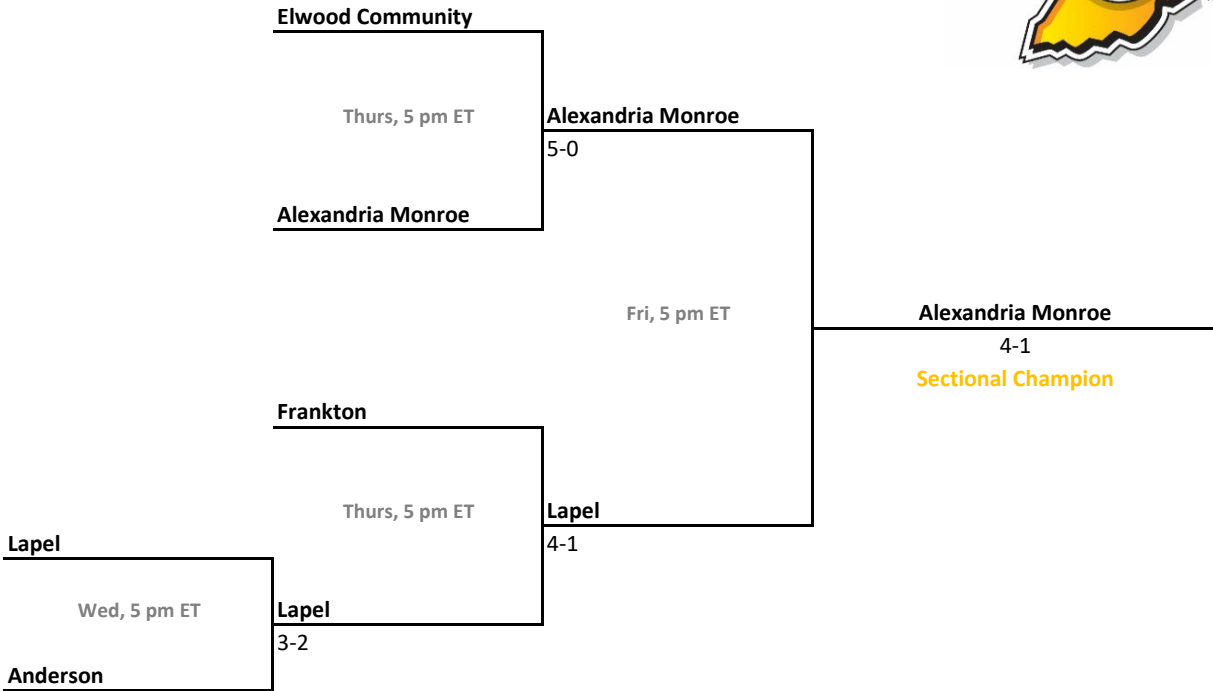 Elwood Community
Thurs, 5 pm ET
Alexandria Monroe
5-0
Alexandria Monroe
Fri, 5 pm ET
Alexandria Monroe
4-1
Sectional Champion
Frankton
Thurs, 5 pm ET
Lapel
4-1
Lapel
Wed, 5 pm ET
Lapel
3-2
Anderson